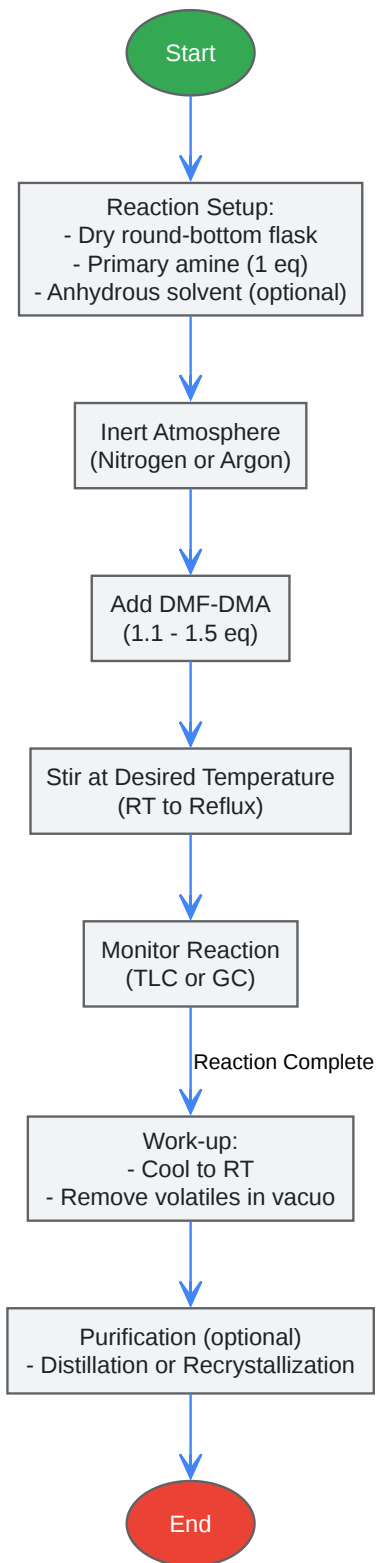 Start
Reaction Setup:
- Dry round-bottom flask
- Primary amine (1 eq)
- Anhydrous solvent (optional)
Inert Atmosphere
(Nitrogen or Argon)
Add DMF-DMA
(1.1 - 1.5 eq)
Stir at Desired Temperature
(RT to Reflux)
Monitor Reaction
(TLC or GC)
Reaction Complete
Work-up:
- Cool to RT
- Remove volatiles in vacuo
Purification (optional)
- Distillation or Recrystallization
End